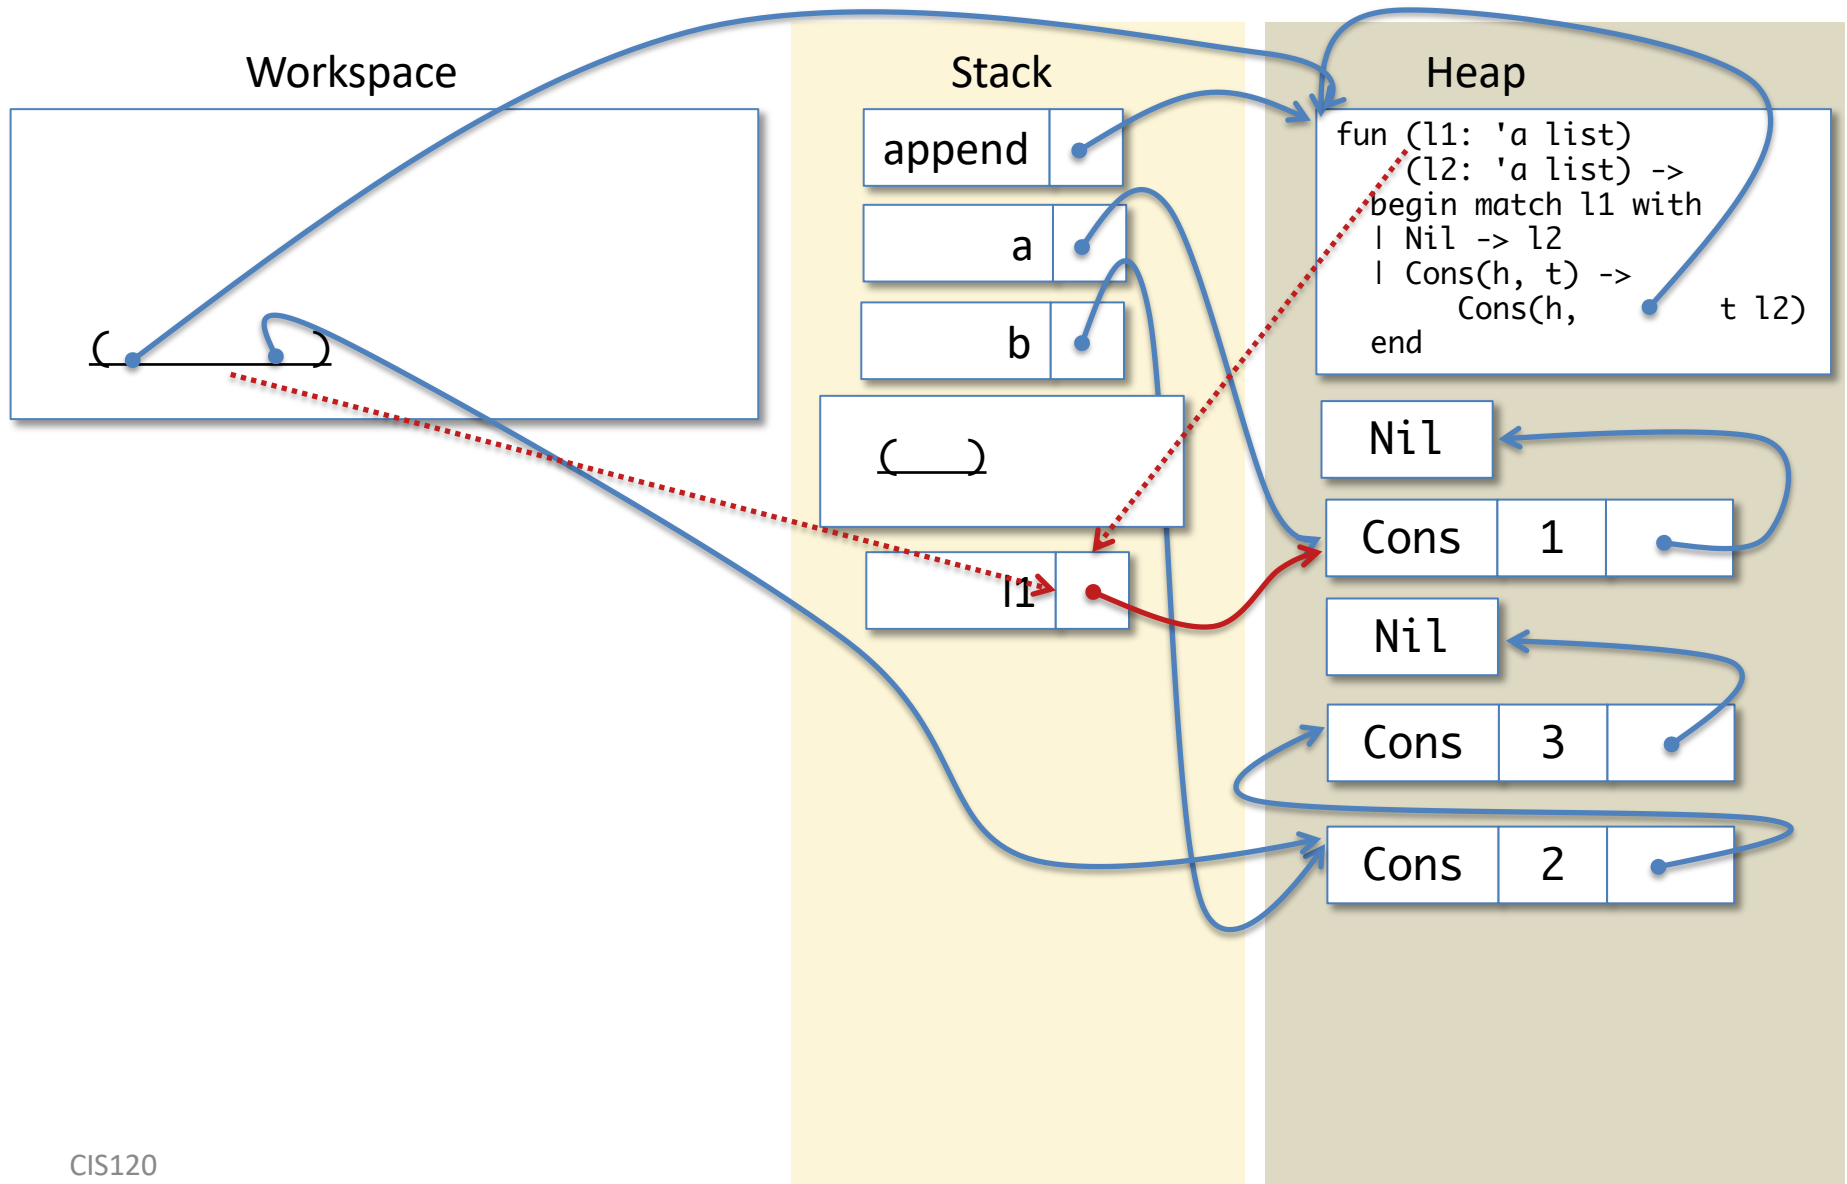 Workspace
Stack
Heap
(        )
append
a
b
(    )
l1
fun (l1: 'a list)
(l2: 'a list) ->
begin match l1 with
| Nil -> l2
| Cons(h, t) ->
Cons(h,        t l2)
end
Nil
Cons 1
Nil
Cons 3
Cons 2
CIS120